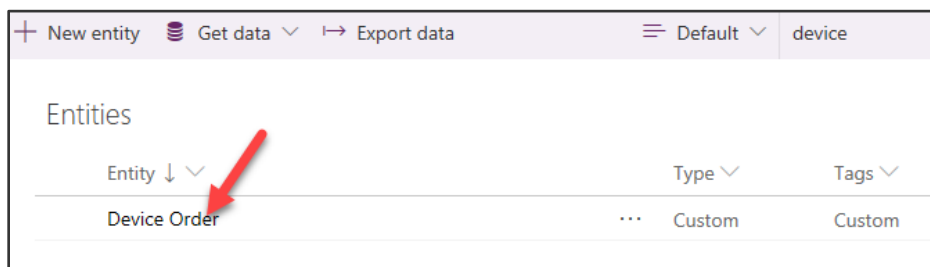 New entity Get data Export data Default device
Entities
Entity ↓ Type Tags
Device Order ... Custom Custom